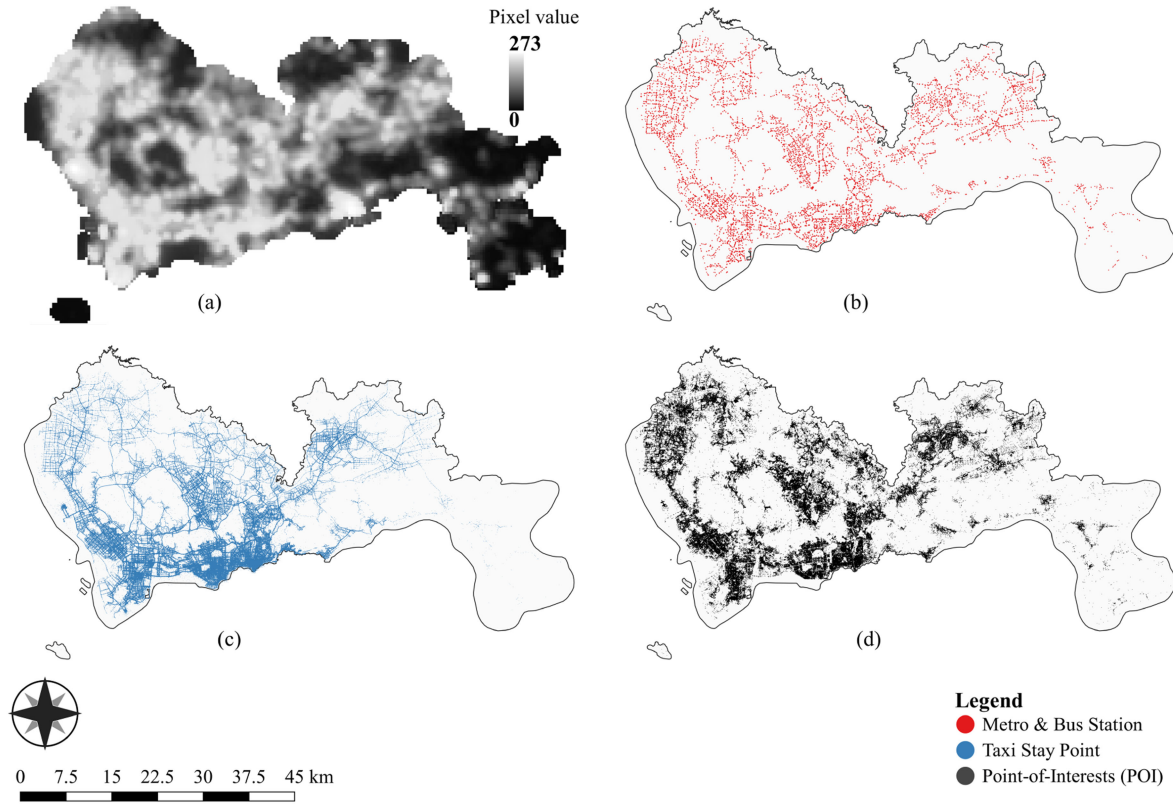 Pixel value
273
0
(a)
(b)
(c)
(d)
Legend
Metro & Bus Station
Taxi Stay Point
Point-of-Interests (POI)
0 7.5 15 22.5 30 37.5 45 km